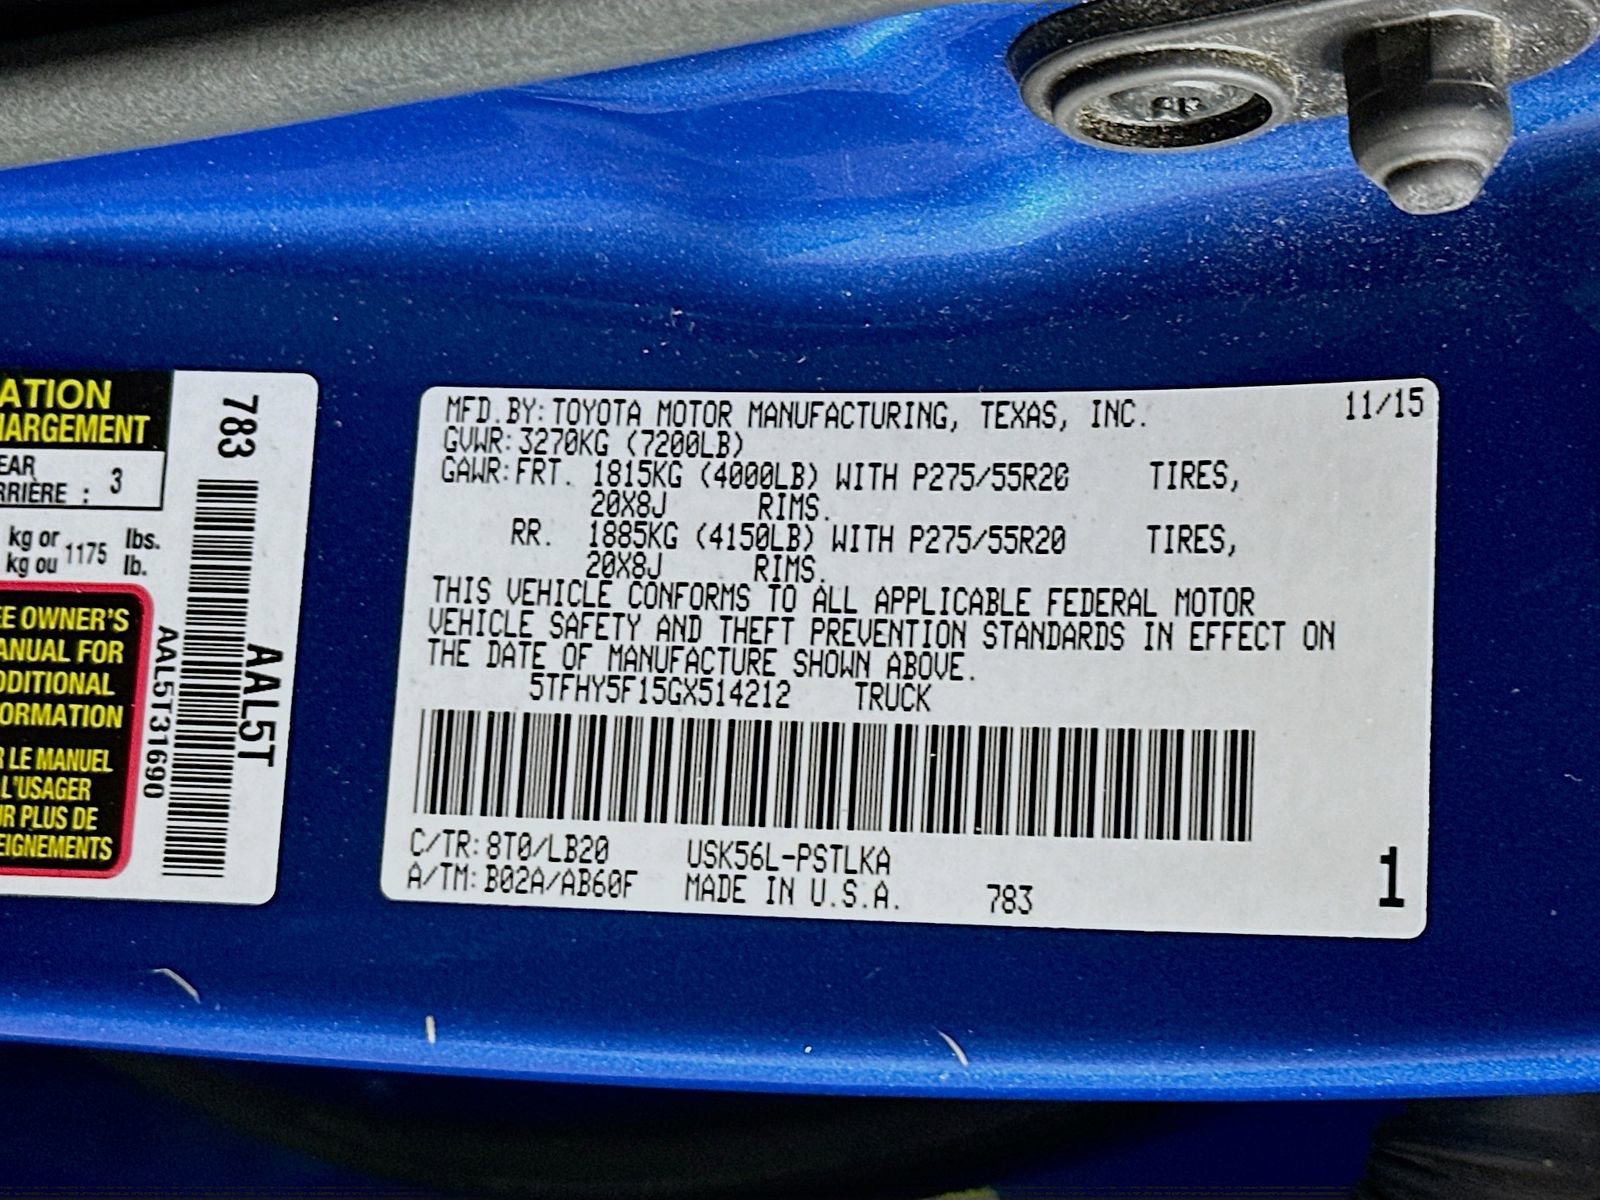 ATION
HARGEMENT
EAR
RRIÈRE : 3
kg or 1175 lbs.
kg ou lb.
EE OWNER'S
ANUAL FOR
DDITIONAL
FORMATION
R LE MANUEL
L'USAGER
UR PLUS DE
EIGNEMENTS
783
AAL5T
AAL5T31690
MFD.BY:TOYOTA MOTOR MANUFACTURING, TEXAS, INC. 11/15
GVWR:3270KG (7200LB)
GAWR:FRT. 1815KG (4000LB) WITH P275/55R20 TIRES,
20X8J RIMS.
RR. 1885KG (4150LB) WITH P275/55R20 TIRES,
20X8J RIMS.
THIS VEHICLE CONFORMS TO ALL APPLICABLE FEDERAL MOTOR
VEHICLE SAFETY AND THEFT PREVENTION STANDARDS IN EFFECT ON
THE DATE OF MANUFACTURE SHOWN ABOVE.
5TFHY5F15GX514212 TRUCK
C/TR:8T0/LB20 USK56L-PSTLKA
A/TM:B02A/AB60F MADE IN U.S.A. 783
1